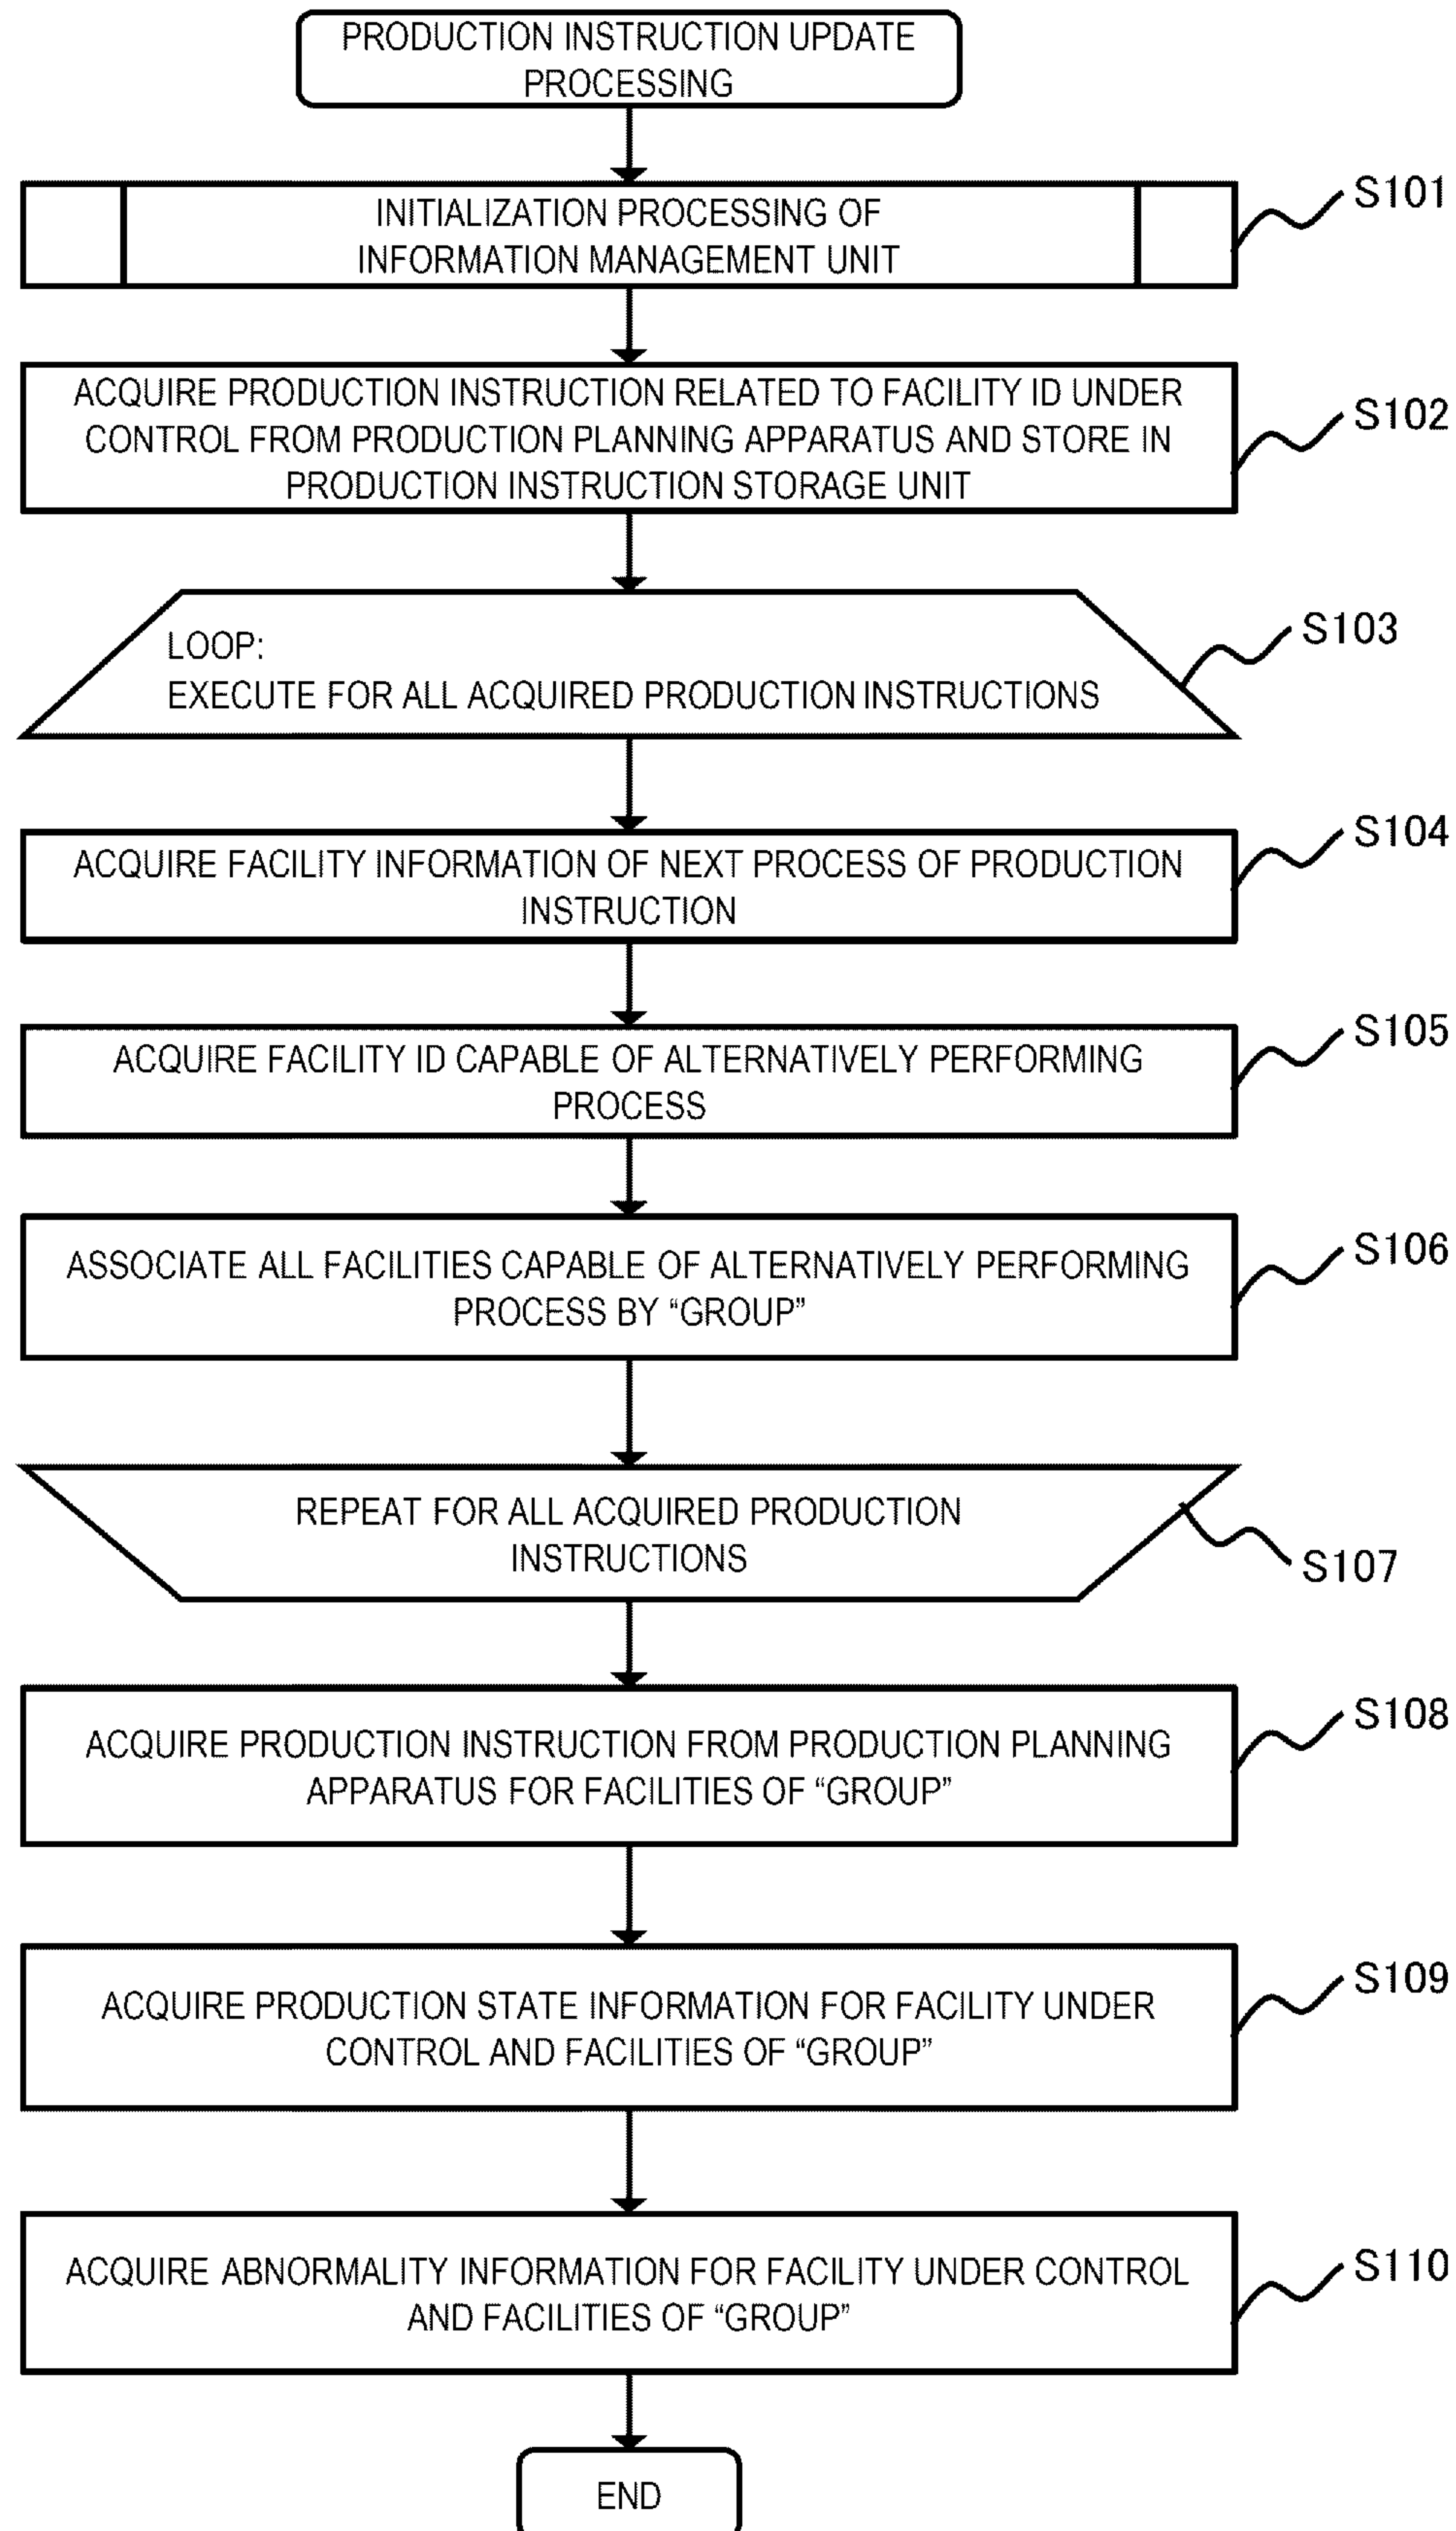 PRODUCTION INSTRUCTION UPDATE
PROCESSING
INITIALIZATION PROCESSING OF
INFORMATION MANAGEMENT UNIT
S101
ACQUIRE PRODUCTION INSTRUCTION RELATED TO FACILITY ID UNDER
CONTROL FROM PRODUCTION PLANNING APPARATUS AND STORE IN
PRODUCTION INSTRUCTION STORAGE UNIT
S102
LOOP:
EXECUTE FOR ALL ACQUIRED PRODUCTION INSTRUCTIONS
S103
ACQUIRE FACILITY INFORMATION OF NEXT PROCESS OF PRODUCTION
INSTRUCTION
S104
ACQUIRE FACILITY ID CAPABLE OF ALTERNATIVELY PERFORMING
PROCESS
S105
ASSOCIATE ALL FACILITIES CAPABLE OF ALTERNATIVELY PERFORMING
PROCESS BY “GROUP”
S106
REPEAT FOR ALL ACQUIRED PRODUCTION
INSTRUCTIONS
S107
ACQUIRE PRODUCTION INSTRUCTION FROM PRODUCTION PLANNING
APPARATUS FOR FACILITIES OF “GROUP”
S108
ACQUIRE PRODUCTION STATE INFORMATION FOR FACILITY UNDER
CONTROL AND FACILITIES OF “GROUP”
S109
ACQUIRE ABNORMALITY INFORMATION FOR FACILITY UNDER CONTROL
AND FACILITIES OF “GROUP”
S110
END